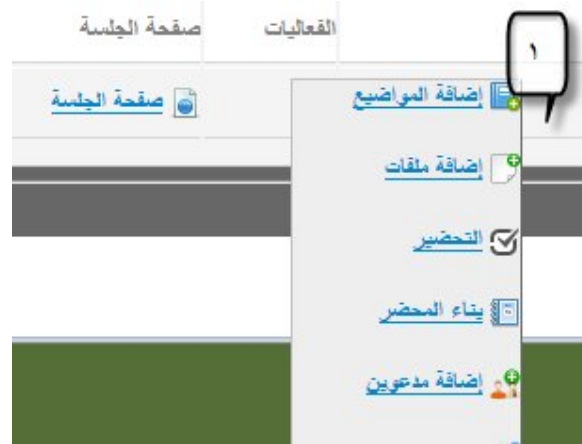 ١
الفعاليات
صفحة الجلسة
إضافة المواضيع
صفحة الجلسة
إضافة ملفات
التحضير
بناء المحضر
إضافة مدعوين